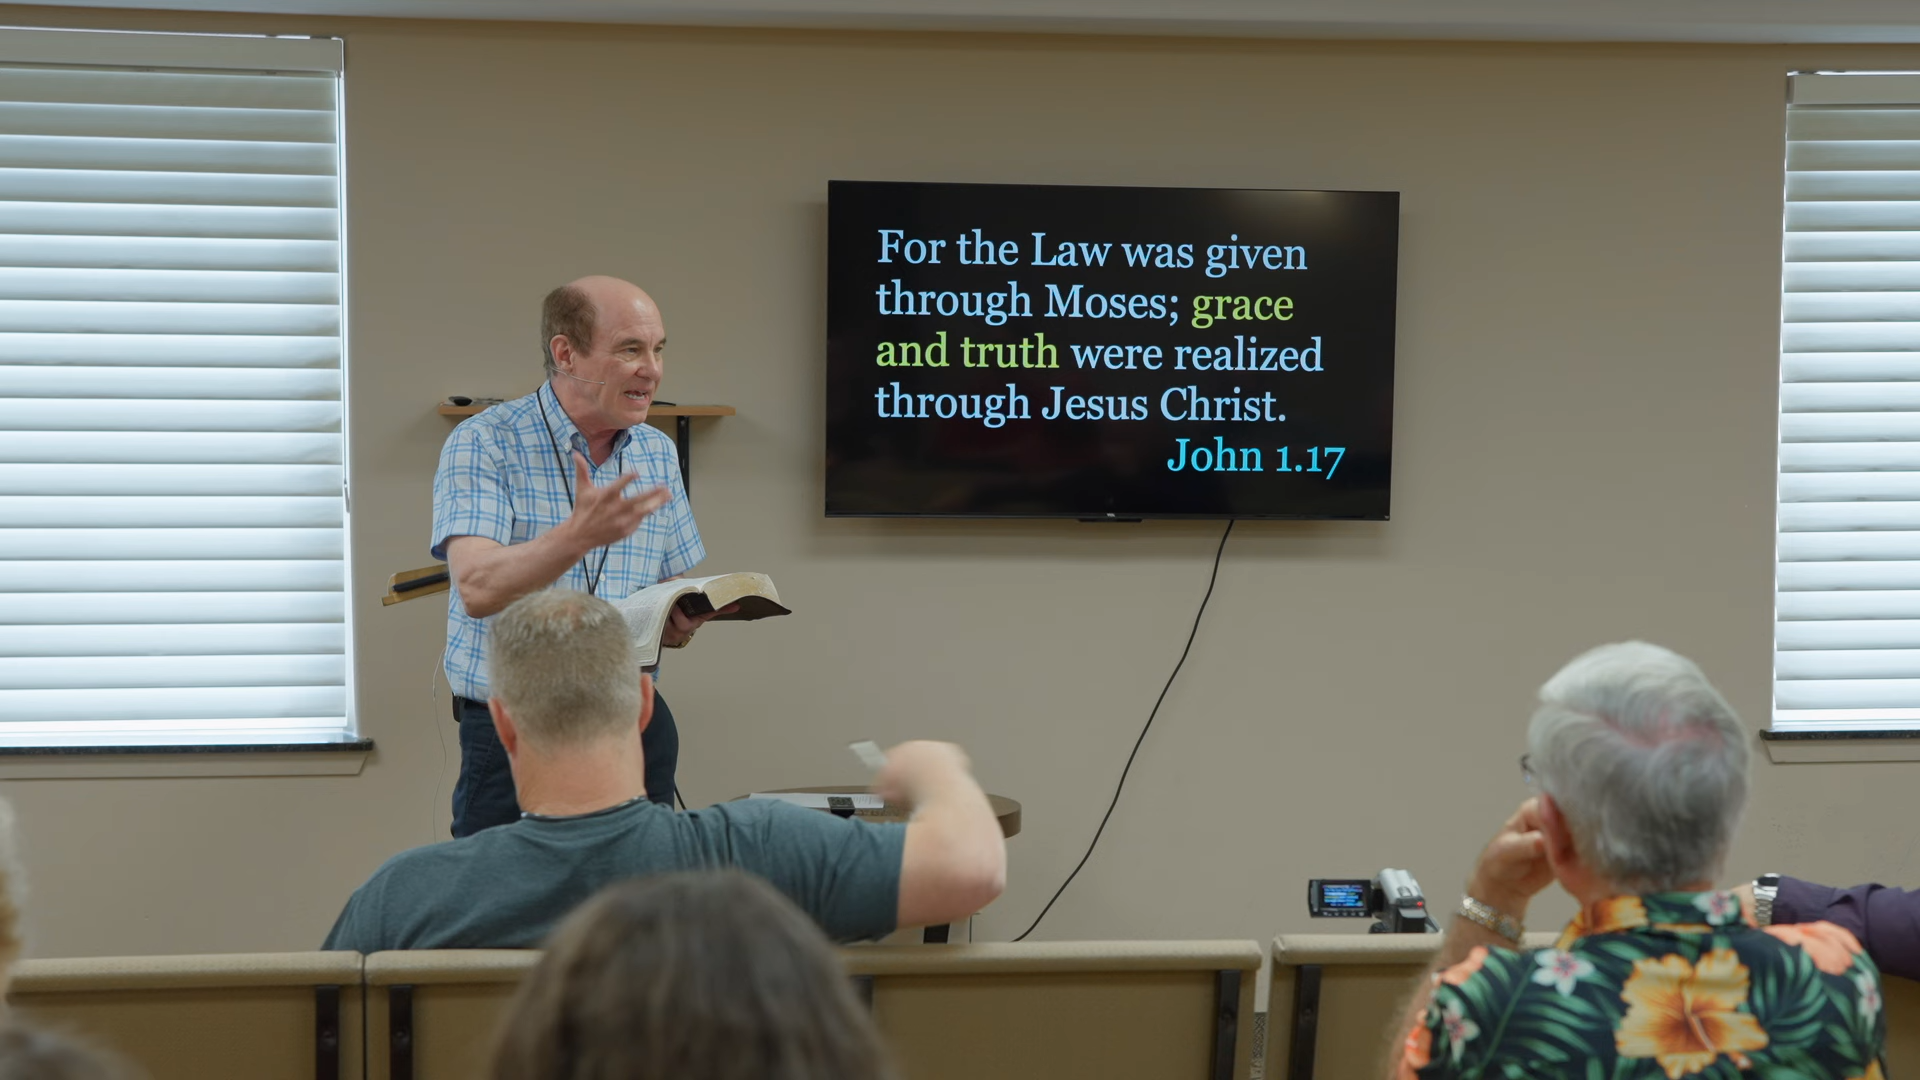 For the Law was given
through Moses; grace
and truth were realized
through Jesus Christ.
John 1.17